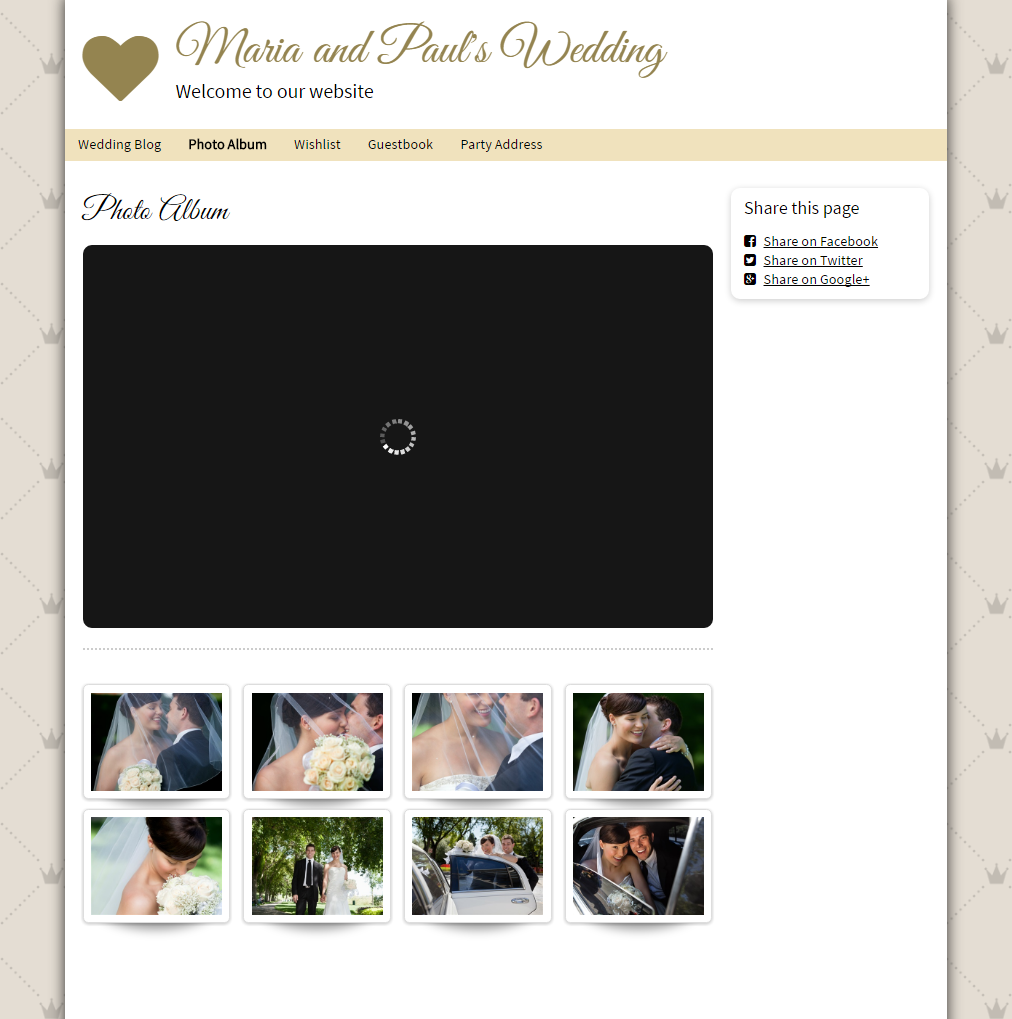 Maria and Paul's Wedding
Welcome to our website
Wedding Blog Photo Album Wishlist Guestbook Party Address
Photo Album
Share this page
Share on Facebook
Share on Twitter
Share on Google+